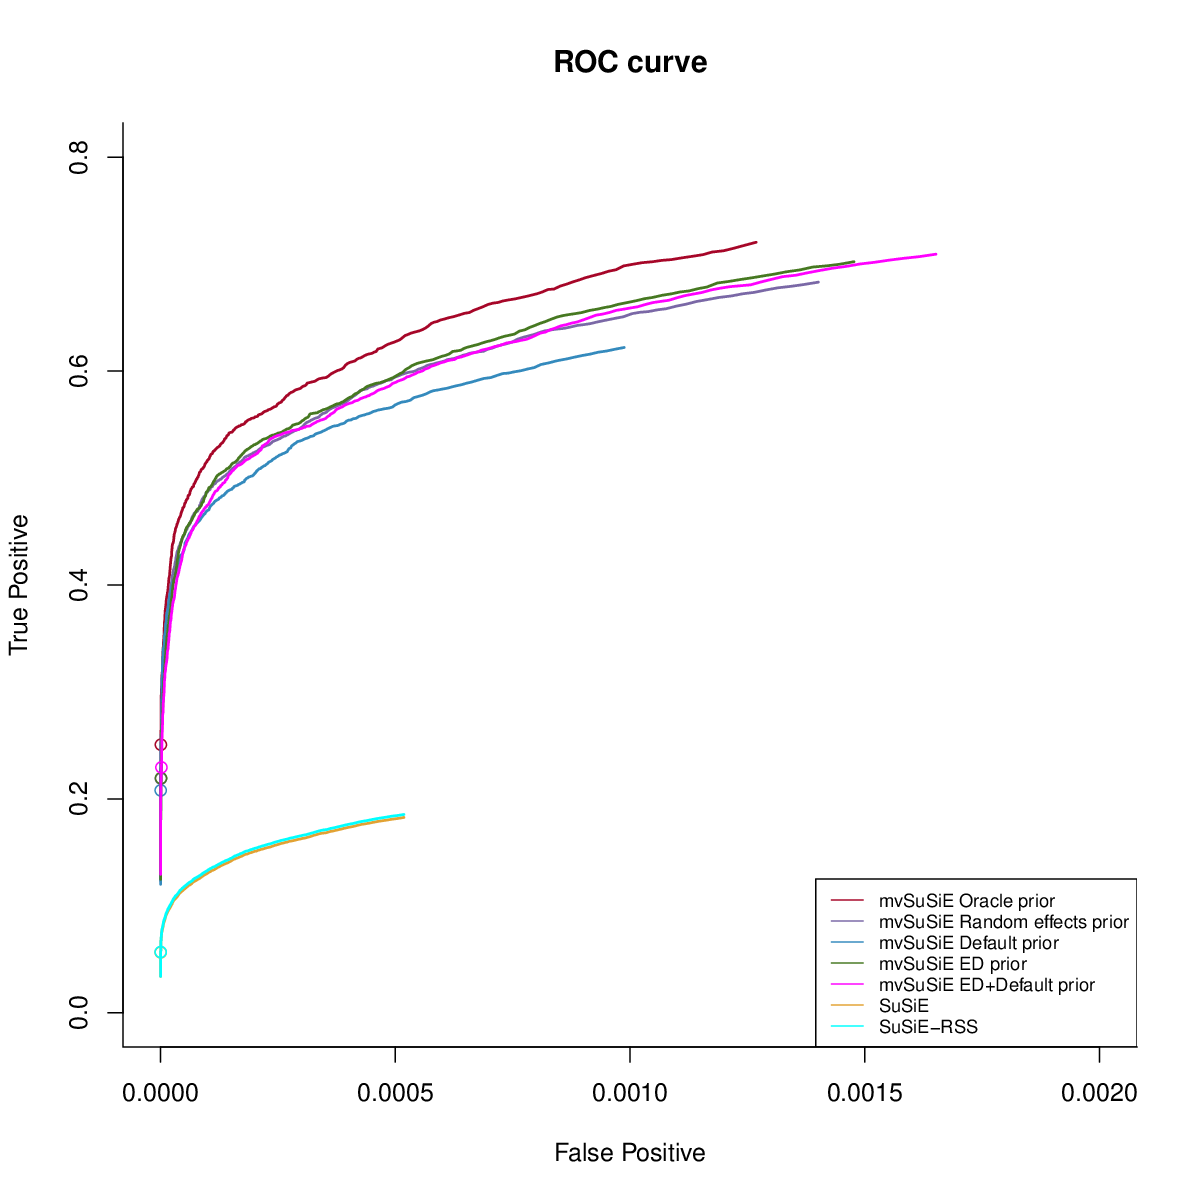 ROC curve
True Positive
0.8
0.6
0.4
0.2
0.0
mvSuSiE Oracle prior
mvSuSiE Random effects prior
mvSuSiE Default prior
mvSuSiE ED prior
mvSuSiE ED+Default prior
SuSiE
SuSiE−RSS
0.0000 0.0005 0.0010 0.0015 0.0020
False Positive